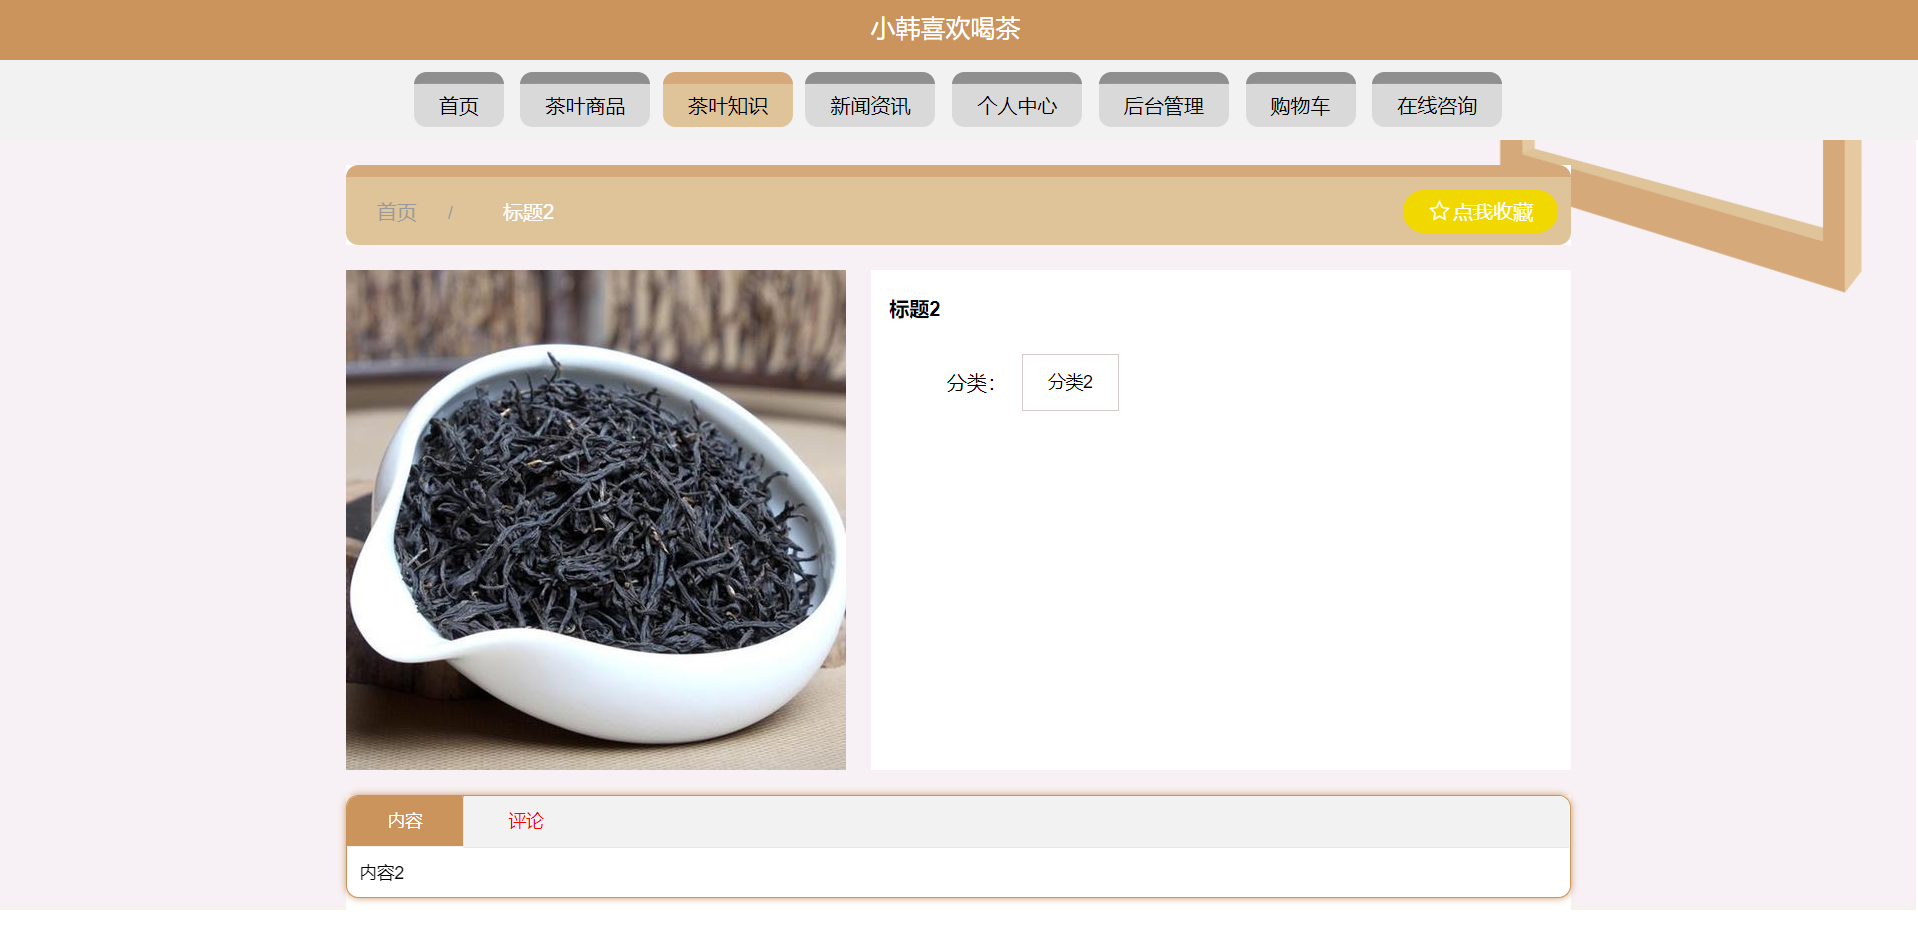 小韩喜欢喝茶
首页 茶叶商品 茶叶知识 新闻资讯 个人中心 后台管理 购物车 在线咨询
首页 / 标题2 点我收藏
标题2
分类： 分类2
内容 评论
内容2